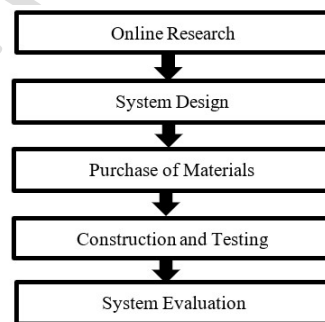 Online Research
System Design
Purchase of Materials
Construction and Testing
System Evaluation